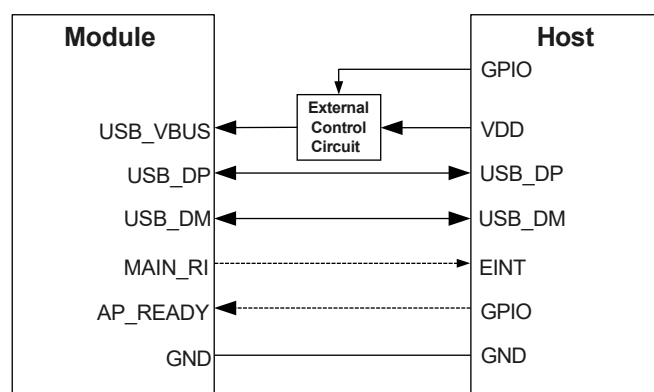 Module
Host
GPIO
External
Control
Circuit
USB_VBUS
VDD
USB_DP
USB_DP
USB_DM
USB_DM
MAIN_RI
EINT
AP_READY
GPIO
GND
GND